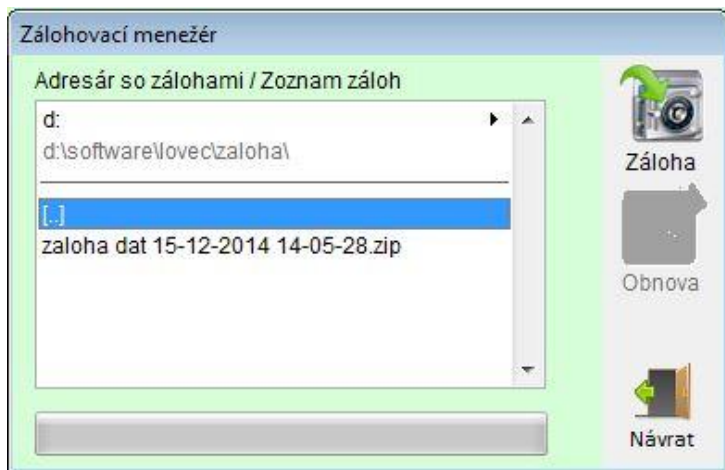 Zálohovací menežér
Adresár so zálohami / Zoznam záloh
d:
d:\software\lovec\zaloha\
[..]
zaloha dat 15-12-2014 14-05-28.zip
Záloha
Obnova
Návrat